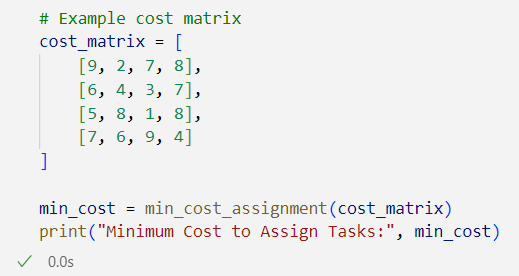 # Example cost matrix
cost_matrix = [
    [9, 2, 7, 8],
    [6, 4, 3, 7],
    [5, 8, 1, 8],
    [7, 6, 9, 4]
]

min_cost = min_cost_assignment(cost_matrix)
print("Minimum Cost to Assign Tasks:", min_cost)
0.0s